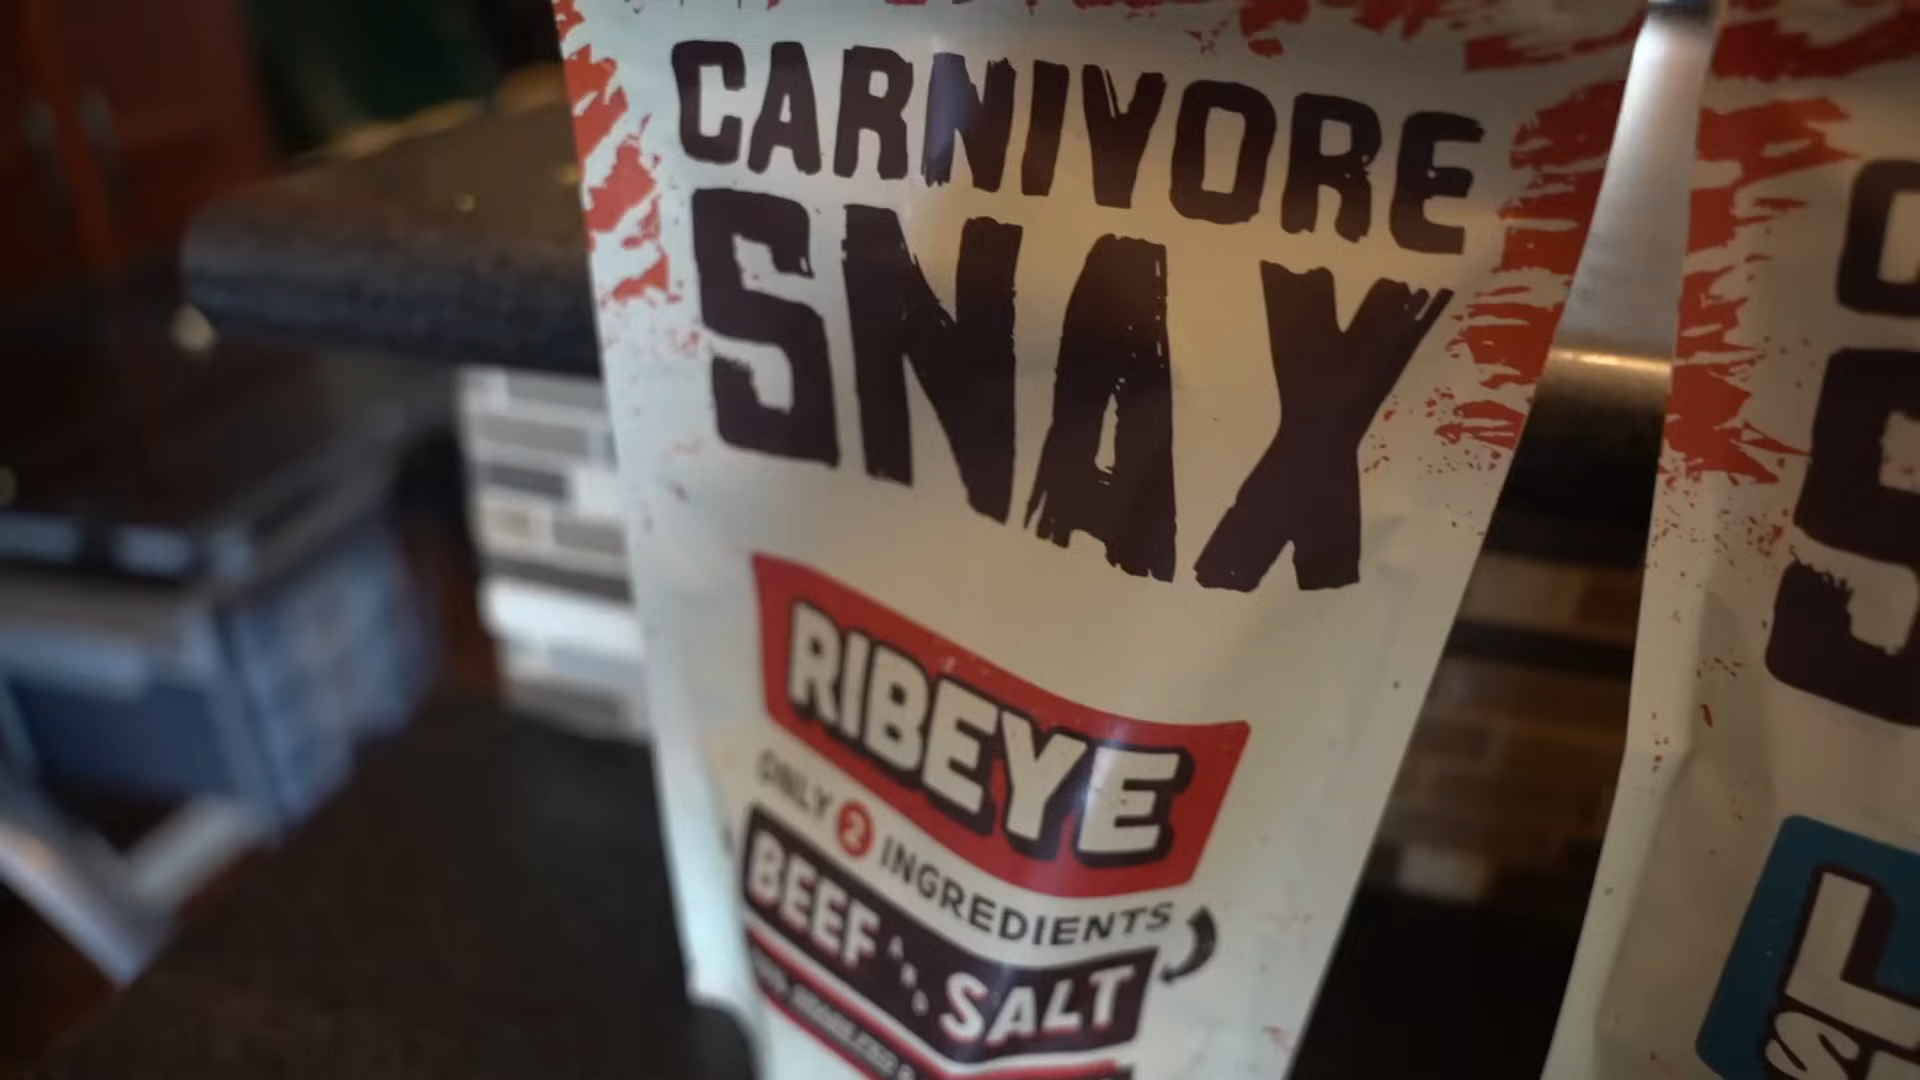 CARNIVORE
SNAX
RIBEYE
ONLY 2 INGREDIENTS
BEEF & SALT